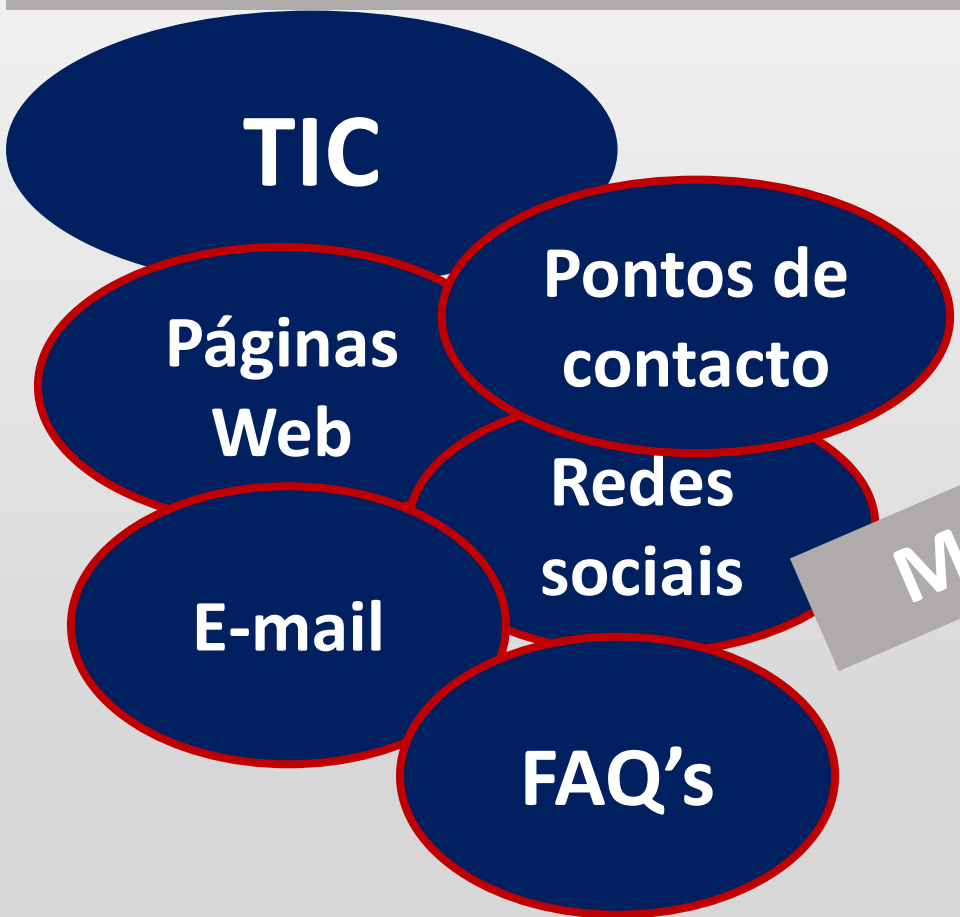 TIC
Pontos de
contacto
Páginas
Web
Redes
sociais
E-mail
FAQ’s